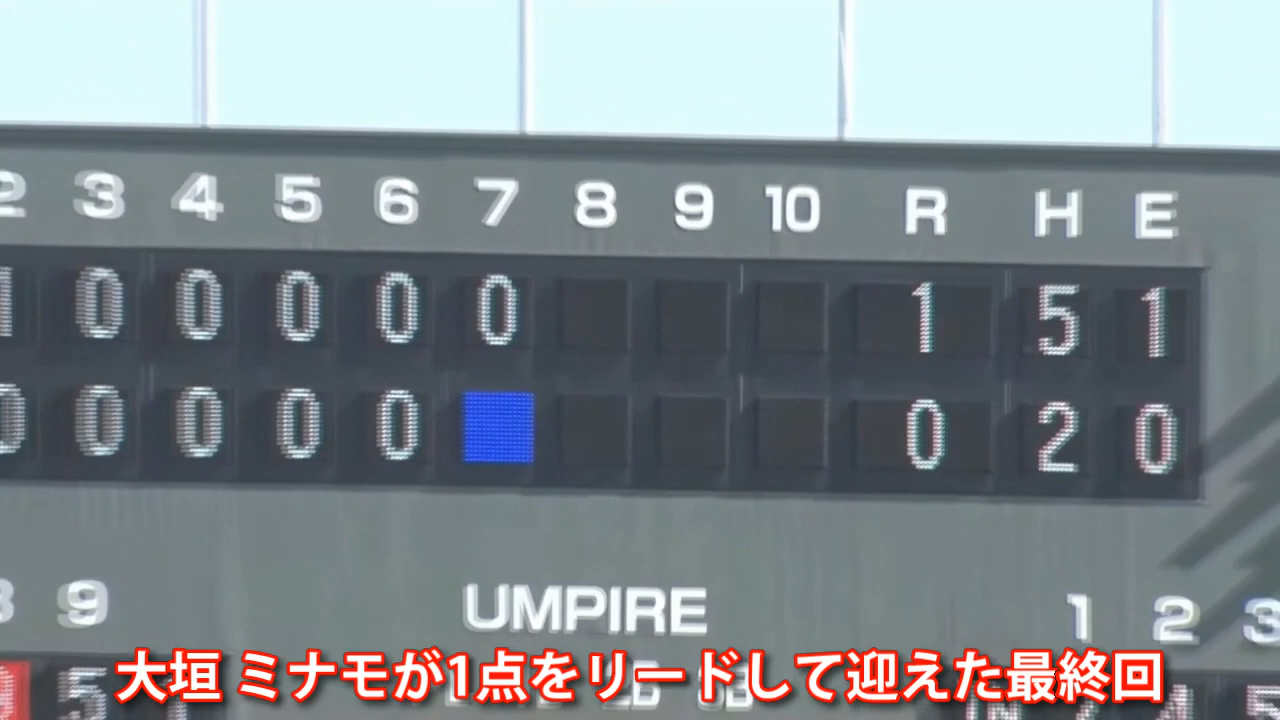 2 3 4 5 6 7 8 9 10 R H E
1 0 0 0 0 0 1 5 1
0 0 0 0 0 0 2 0
9 UMPIRE 1 2 3
大垣 ミナモが1点をリードして迎えた最終回
5